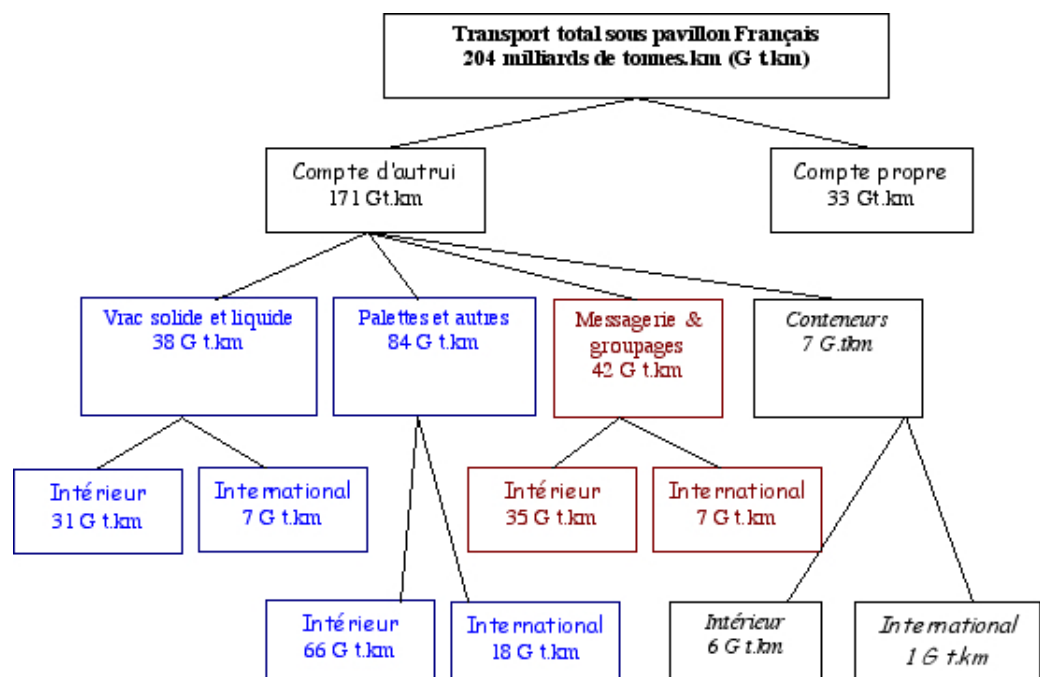 Transport total sous pavillon Français
204 milliards de tonnes.km (G t.km)
Compte d'autrui
171 Gt.km
Compte propre
33 Gt.km
Vrac solide et liquide
38 G t.km
Palettes et autres
84 G t.km
Messagerie &
groupages
42 G t.km
Conteneurs
7 G.tkm
Intérieur
31 G t.km
International
7 G t.km
Intérieur
35 G t.km
International
7 G t.km
Intérieur
66 G t.km
International
18 G t.km
Intérieur
6 G t.km
International
1 G t.km